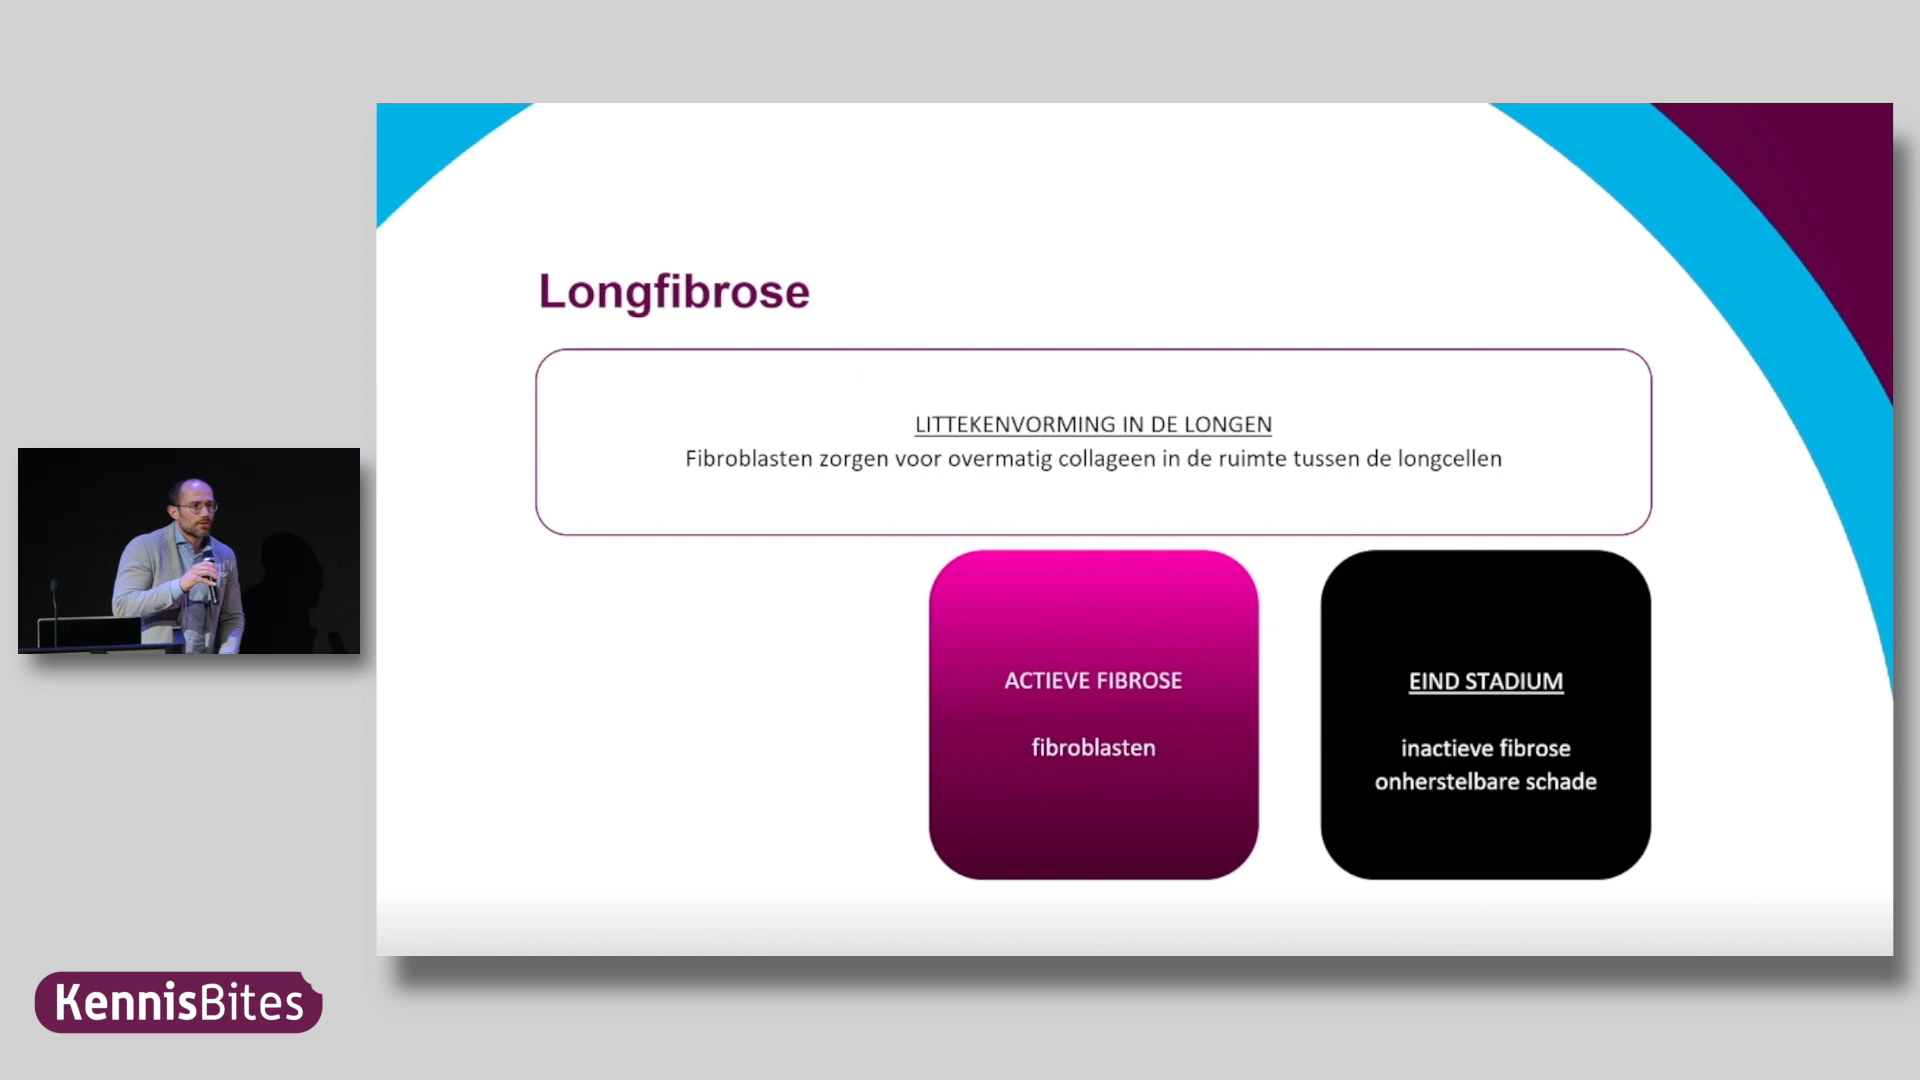 Longfibrose
LITTEKENVORMING IN DE LONGEN
Fibroblasten zorgen voor overmatig collageen in de ruimte tussen de longcellen
ACTIEVE FIBROSE
fibroblasten
EIND STADIUM
inactieve fibrose
onherstelbare schade
KennisBites